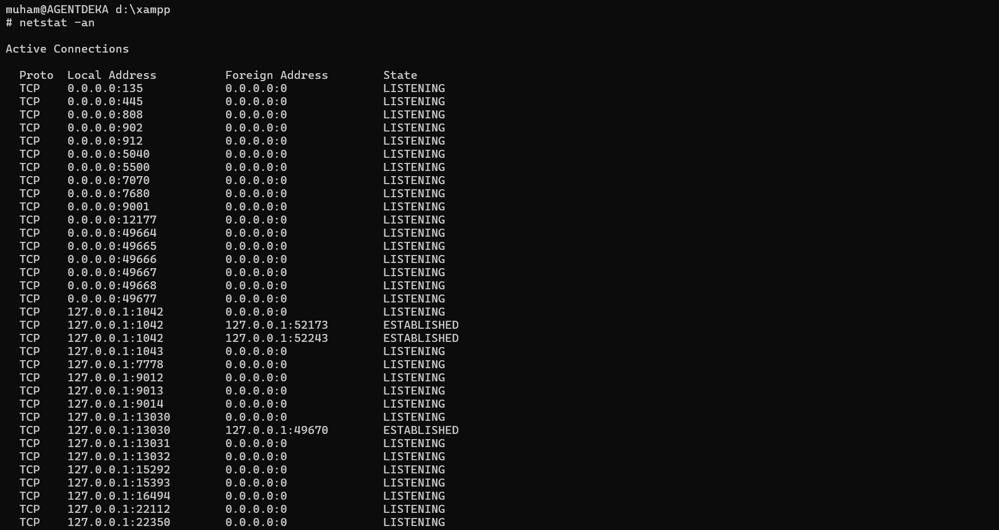 muham@AGENTDEKA d:\xampp
# netstat -an
Active Connections
Proto  Local Address          Foreign Address        State
TCP    0.0.0.0:135            0.0.0.0:0              LISTENING
TCP    0.0.0.0:445            0.0.0.0:0              LISTENING
TCP    0.0.0.0:808            0.0.0.0:0              LISTENING
TCP    0.0.0.0:902            0.0.0.0:0              LISTENING
TCP    0.0.0.0:912            0.0.0.0:0              LISTENING
TCP    0.0.0.0:5040           0.0.0.0:0              LISTENING
TCP    0.0.0.0:5500           0.0.0.0:0              LISTENING
TCP    0.0.0.0:7070           0.0.0.0:0              LISTENING
TCP    0.0.0.0:7680           0.0.0.0:0              LISTENING
TCP    0.0.0.0:9001           0.0.0.0:0              LISTENING
TCP    0.0.0.0:12177          0.0.0.0:0              LISTENING
TCP    0.0.0.0:49664          0.0.0.0:0              LISTENING
TCP    0.0.0.0:49665          0.0.0.0:0              LISTENING
TCP    0.0.0.0:49666          0.0.0.0:0              LISTENING
TCP    0.0.0.0:49667          0.0.0.0:0              LISTENING
TCP    0.0.0.0:49668          0.0.0.0:0              LISTENING
TCP    0.0.0.0:49677          0.0.0.0:0              LISTENING
TCP    127.0.0.1:1042         0.0.0.0:0              LISTENING
TCP    127.0.0.1:1042         127.0.0.1:52173        ESTABLISHED
TCP    127.0.0.1:1042         127.0.0.1:52243        ESTABLISHED
TCP    127.0.0.1:1043         0.0.0.0:0              LISTENING
TCP    127.0.0.1:7778         0.0.0.0:0              LISTENING
TCP    127.0.0.1:9012         0.0.0.0:0              LISTENING
TCP    127.0.0.1:9013         0.0.0.0:0              LISTENING
TCP    127.0.0.1:9014         0.0.0.0:0              LISTENING
TCP    127.0.0.1:13030        0.0.0.0:0              LISTENING
TCP    127.0.0.1:13030        127.0.0.1:49670        ESTABLISHED
TCP    127.0.0.1:13031        0.0.0.0:0              LISTENING
TCP    127.0.0.1:13032        0.0.0.0:0              LISTENING
TCP    127.0.0.1:15292        0.0.0.0:0              LISTENING
TCP    127.0.0.1:15393        0.0.0.0:0              LISTENING
TCP    127.0.0.1:16494        0.0.0.0:0              LISTENING
TCP    127.0.0.1:22112        0.0.0.0:0              LISTENING
TCP    127.0.0.1:22350        0.0.0.0:0              LISTENING